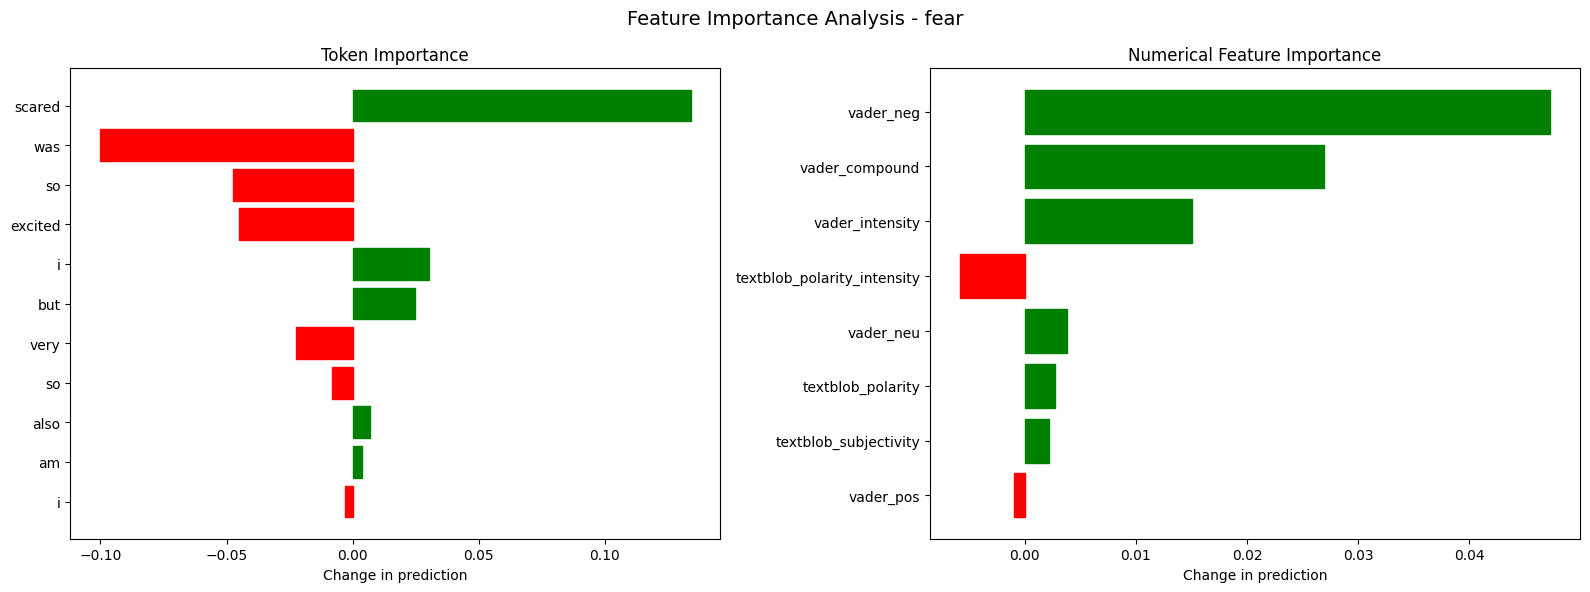 Feature Importance Analysis - fear
Token Importance
scared
was
so
excited
i
but
very
so
also
am
i
−0.10
−0.05
0.00
0.05
0.10
Change in prediction
Numerical Feature Importance
vader_neg
vader_compound
vader_intensity
textblob_polarity_intensity
vader_neu
textblob_polarity
textblob_subjectivity
vader_pos
0.00
0.01
0.02
0.03
0.04
Change in prediction